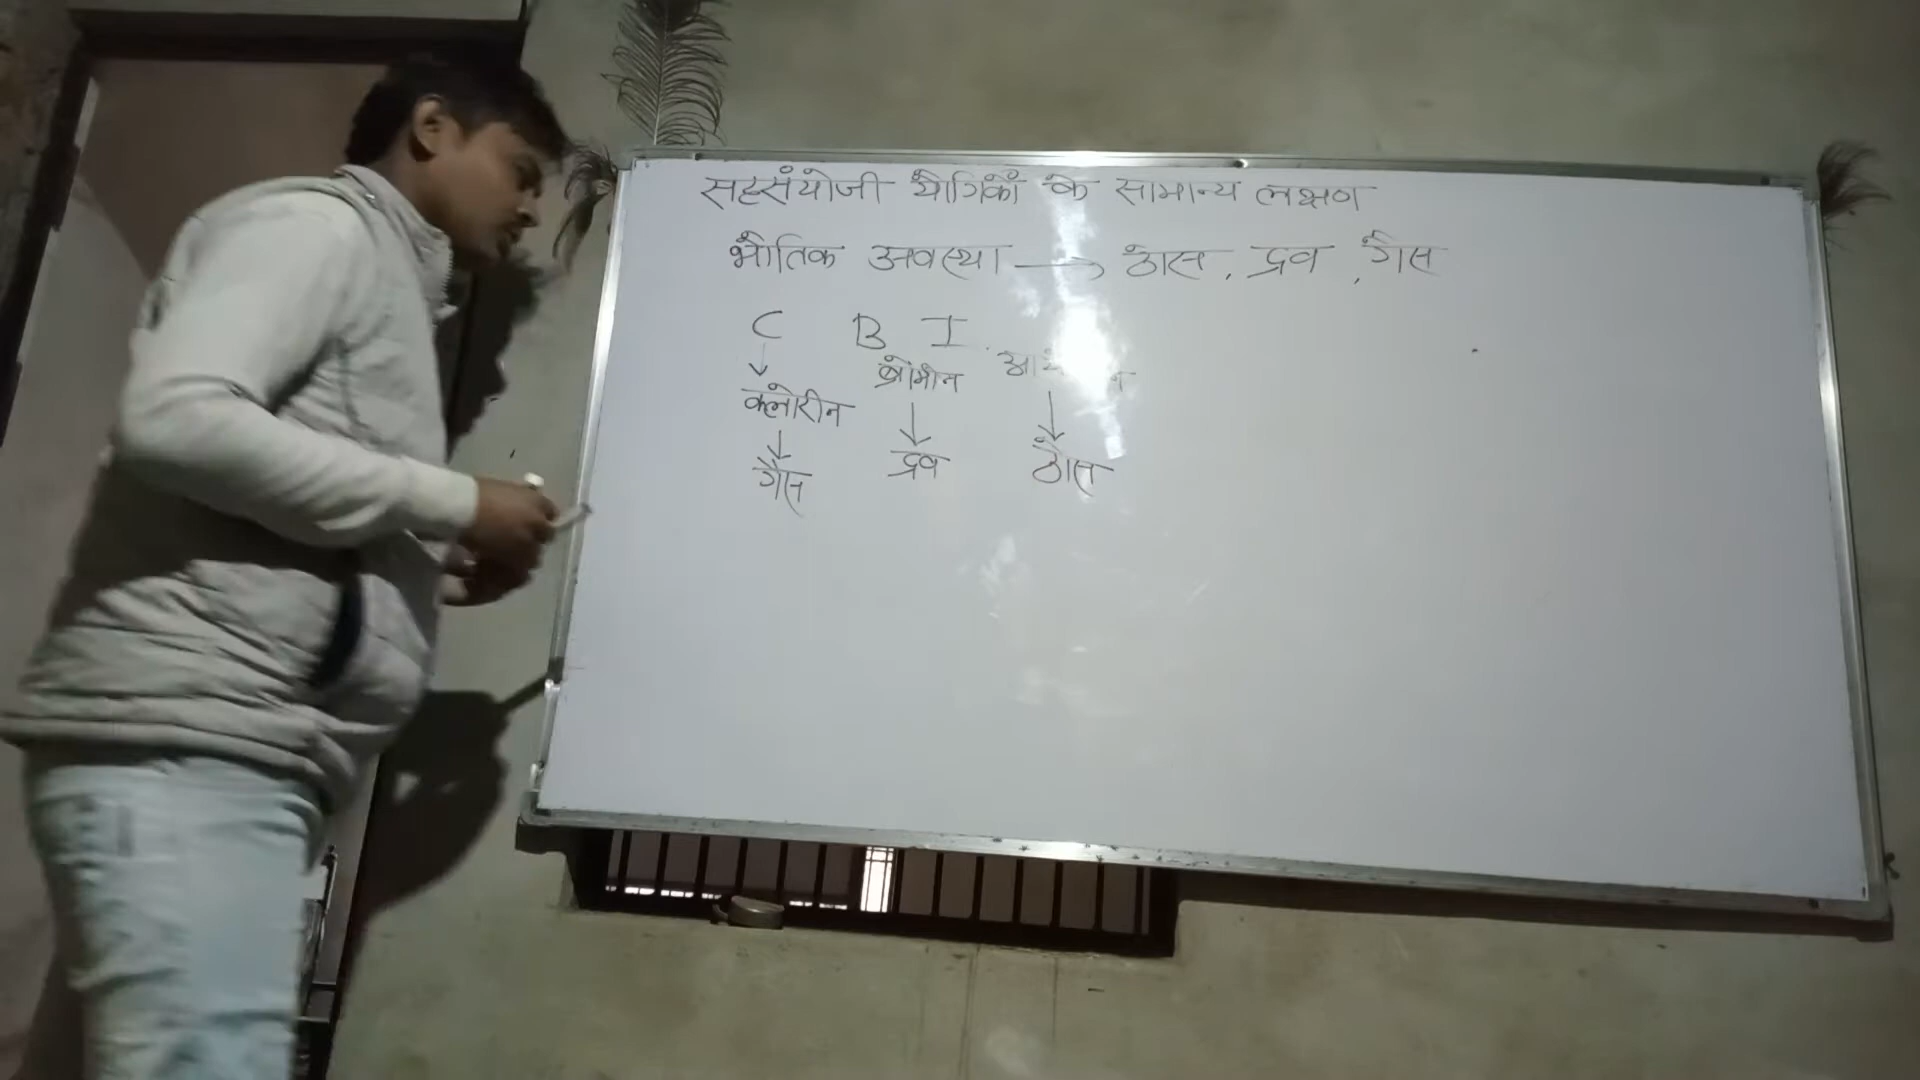 सहसंयोजी यौगिकों के सामान्य लक्षण
भौतिक अवस्था → ठोस, द्रव, गैस
C B I
↓ ब्रोमीन
क्लोरीन ↓ ↓
↓ द्रव ठोस
गैस